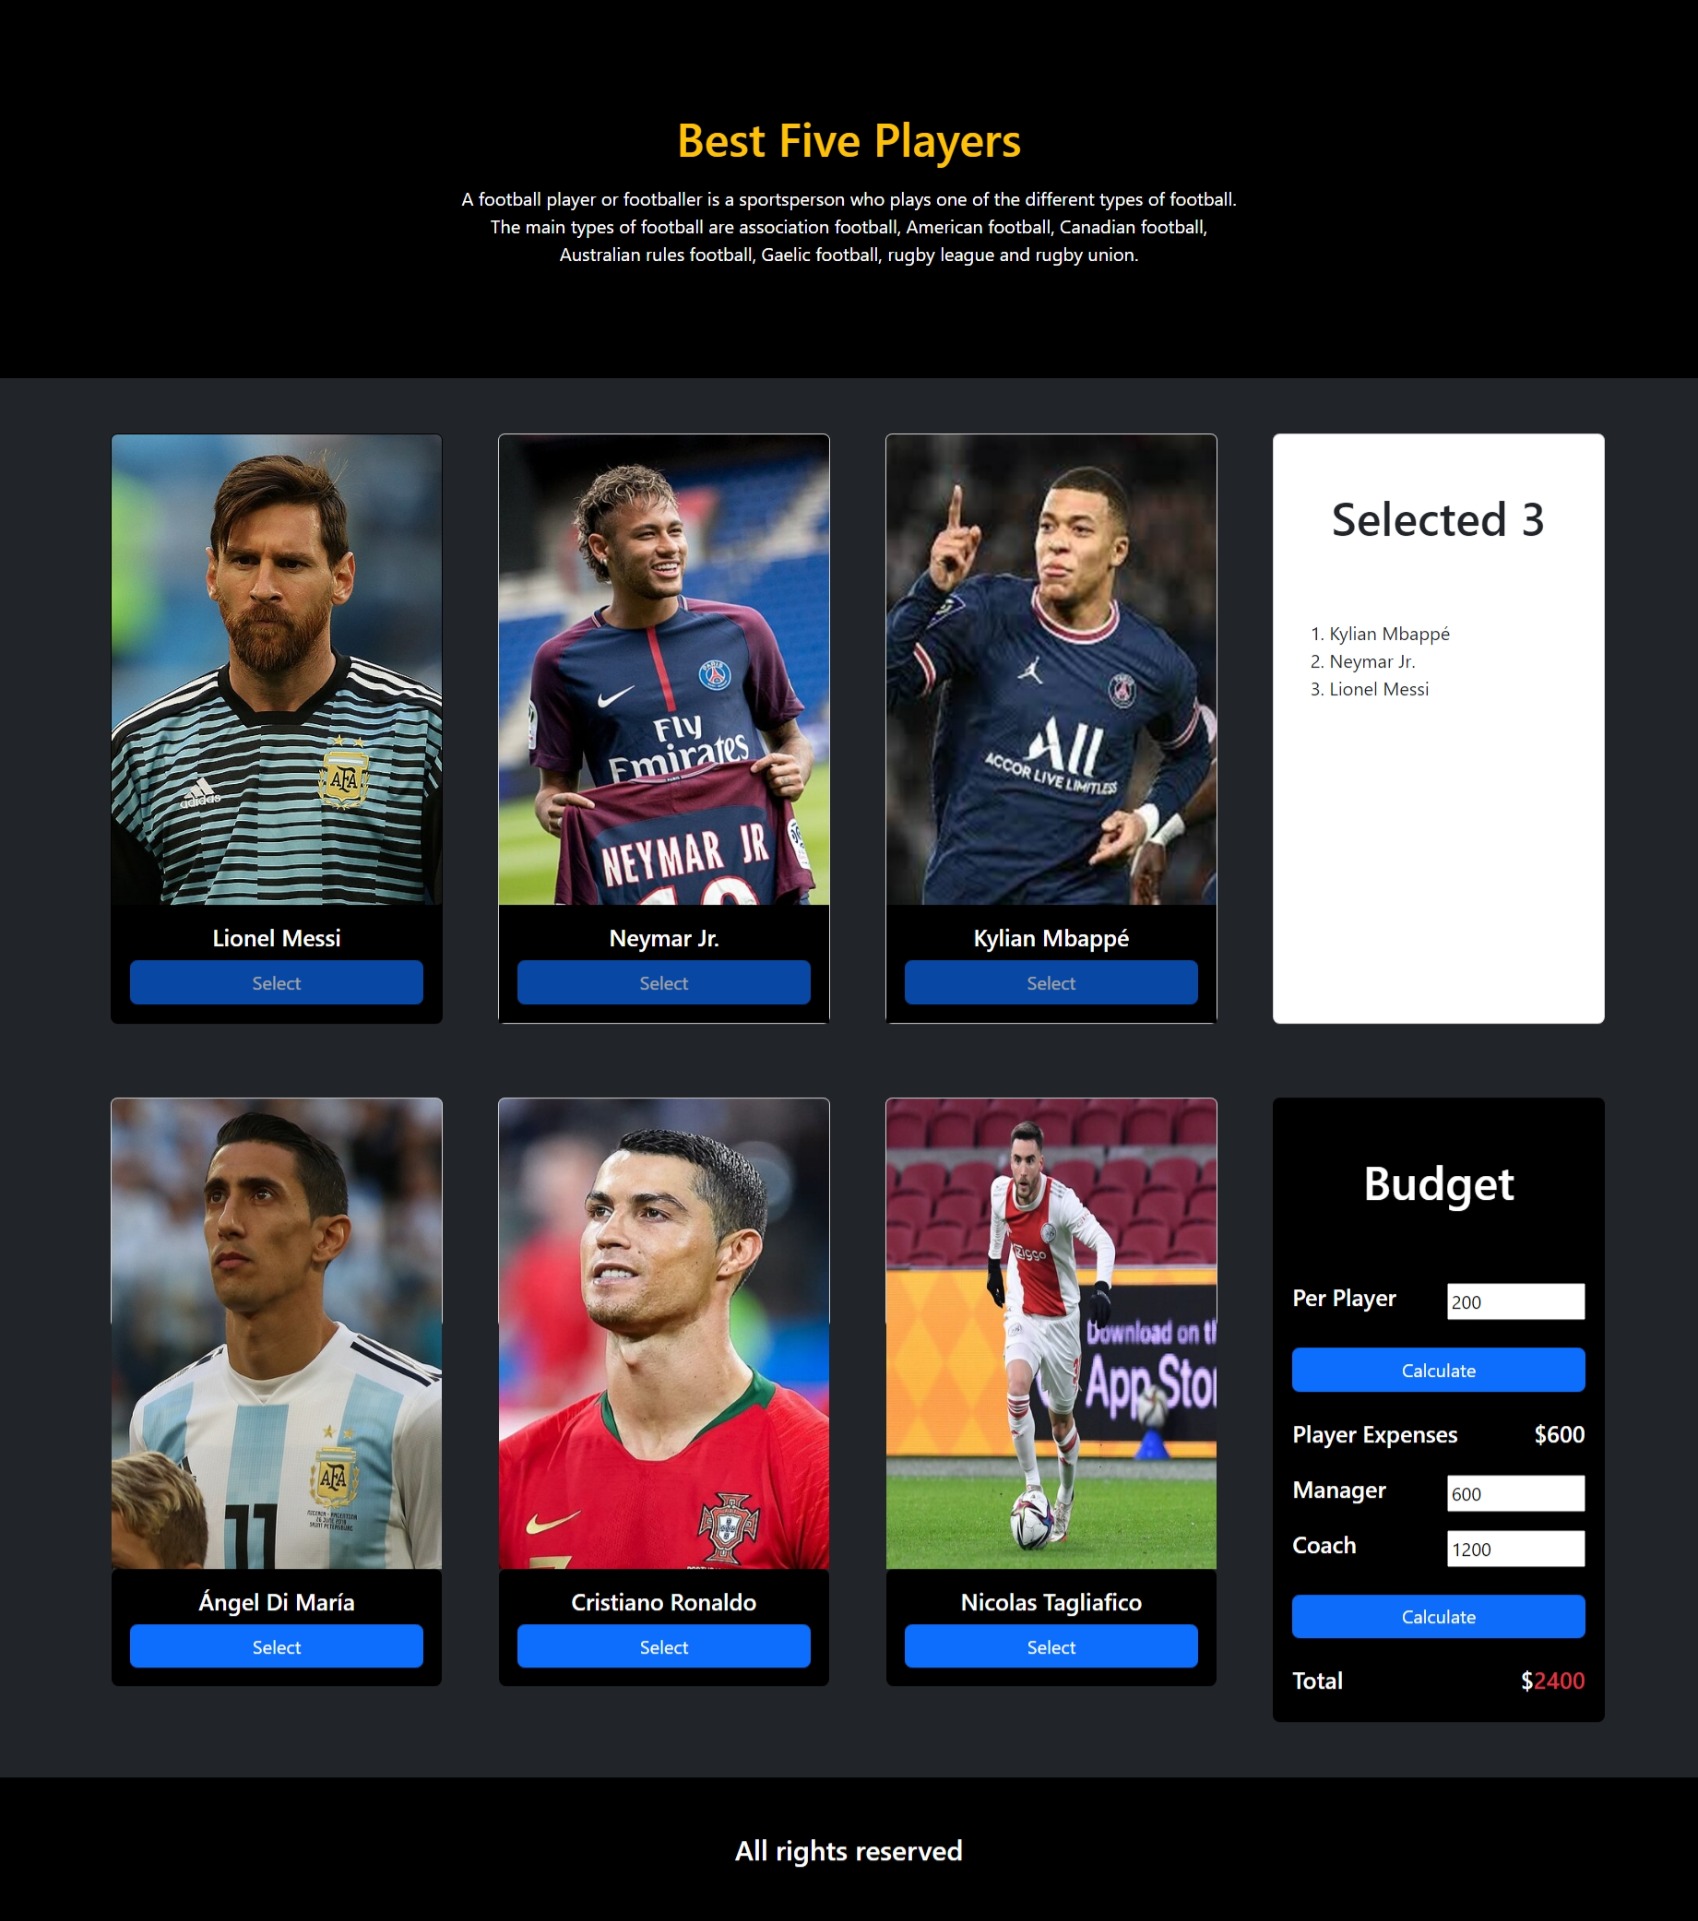 Best Five Players
A football player or footballer is a sportsperson who plays one of the different types of football.
The main types of football are association football, American football, Canadian football,
Australian rules football, Gaelic football, rugby league and rugby union.
adidas
AFA
Lionel Messi
Select
PARIS
Fly
Emirates
NEYMAR JR
Neymar Jr.
Select
All
ACCOR LIVE LIMITLESS
Kylian Mbappé
Select
Selected 3
1. Kylian Mbappé
2. Neymar Jr.
3. Lionel Messi
AFA
11
Ángel Di María
Select
Cristiano Ronaldo
Select
Ziggo
Download on
App
Nicolas Tagliafico
Select
Budget
Per Player 200
Calculate
Player Expenses $600
Manager 600
Coach 1200
Calculate
Total $2400
All rights reserved